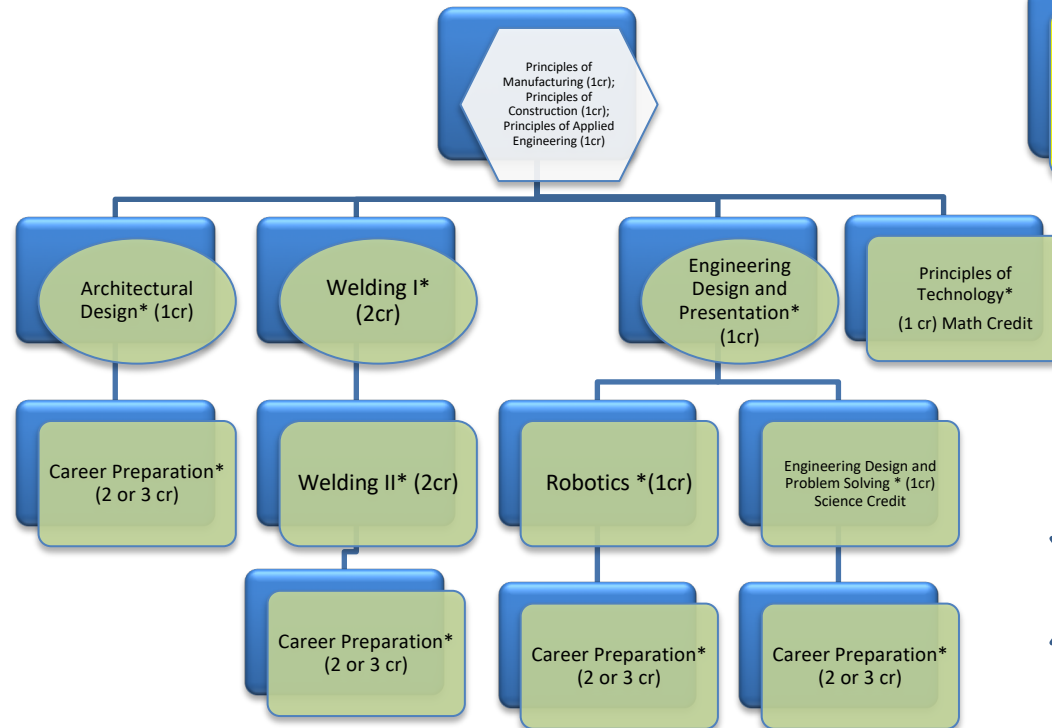 Principles of
Manufacturing (1cr);
Principles of
Construction (1cr);
Principles of Applied
Engineering (1cr)
Architectural
Design* (1cr)
Welding I*
(2cr)
Engineering
Design and
Presentation*
(1cr)
Principles of
Technology*
(1 cr) Math Credit
Career Preparation*
(2 or 3 cr)
Welding II* (2cr)
Robotics *(1cr)
Engineering Design and
Problem Solving * (1cr)
Science Credit
Career Preparation*
(2 or 3 cr)
Career Preparation*
(2 or 3 cr)
Career Preparation*
(2 or 3 cr)